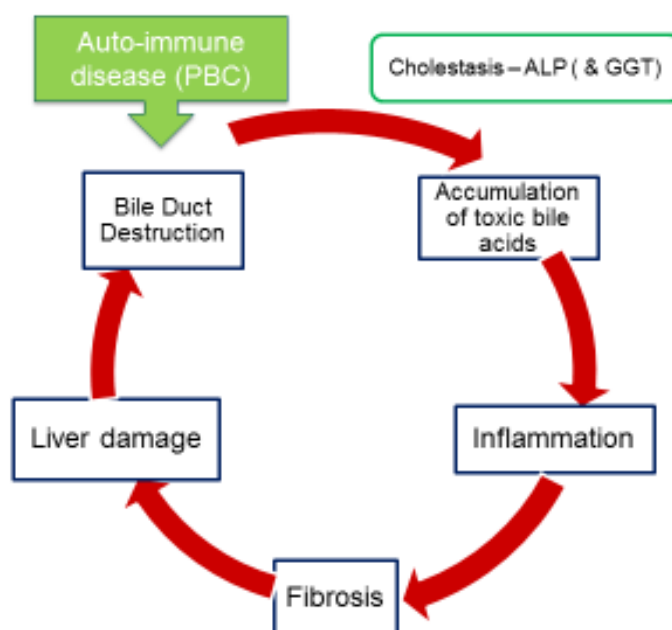 Auto-immune
disease (PBC)
Cholestasis – ALP ( & GGT)
Bile Duct
Destruction
Accumulation
of toxic bile
acids
Liver damage
Inflammation
Fibrosis